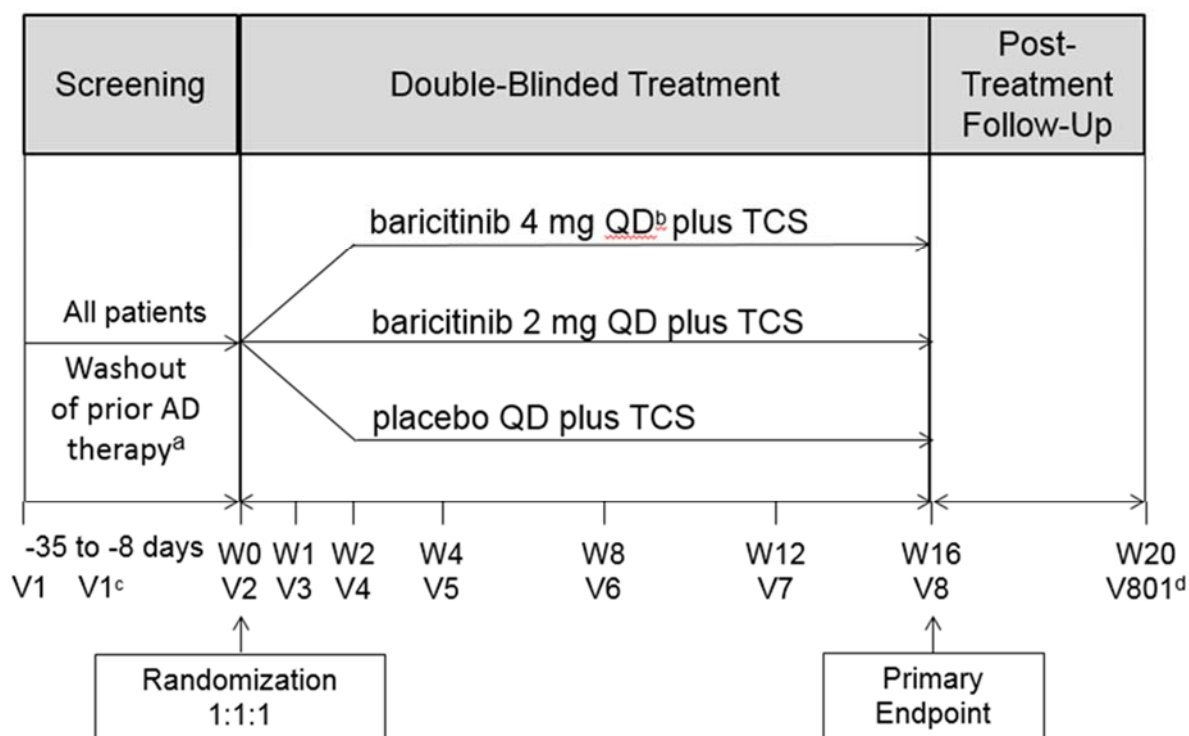 Screening
Double-Blinded Treatment
Post-
Treatment
Follow-Up
baricitinib 4 mg QDᵇ plus TCS
All patients
baricitinib 2 mg QD plus TCS
Washout
of prior AD
therapyᵃ
placebo QD plus TCS
-35 to -8 days W0 W1 W2 W4 W8 W12 W16 W20
V1 V1ᶜ V2 V3 V4 V5 V6 V7 V8 V801ᵈ
Randomization
1:1:1
Primary
Endpoint